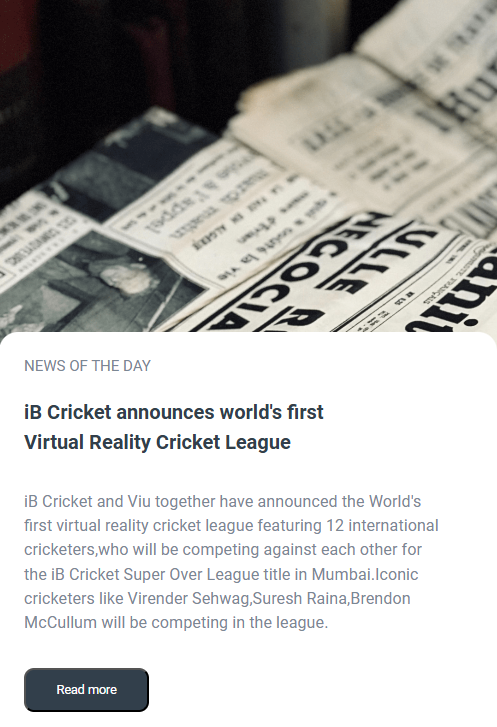 NEGOCIA
NEWS OF THE DAY
iB Cricket announces world's first
Virtual Reality Cricket League
iB Cricket and Viu together have announced the World's
first virtual reality cricket league featuring 12 international
cricketers,who will be competing against each other for
the iB Cricket Super Over League title in Mumbai.Iconic
cricketers like Virender Sehwag,Suresh Raina,Brendon
McCullum will be competing in the league.
Read more